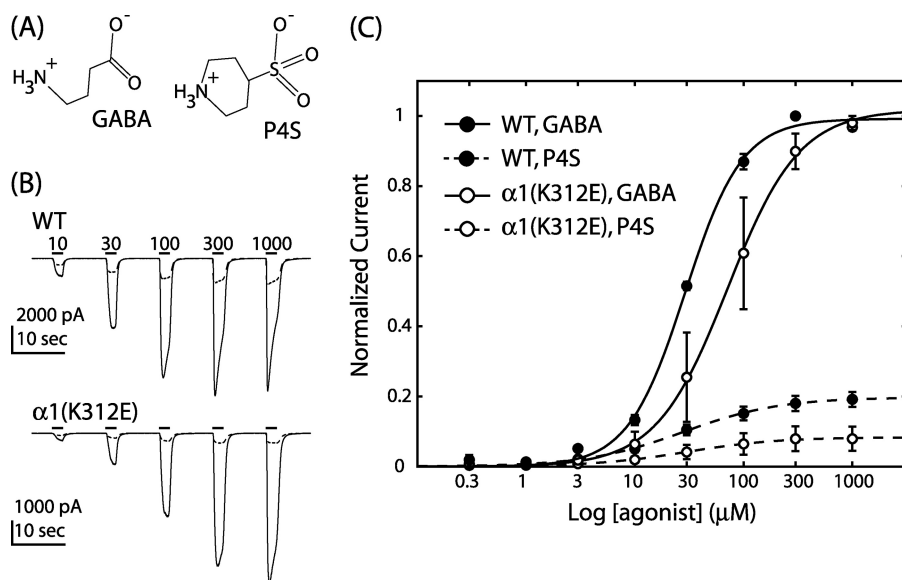 (A)
O-
O
H3N+
GABA
O-
O
S
O
H3N+
P4S
(B)
WT
10 30 100 300 1000
2000 pA
10 sec
α1(K312E)
1000 pA
10 sec
(C)
Normalized Current
1
0.8
0.6
0.4
0.2
0
WT, GABA
WT, P4S
α1(K312E), GABA
α1(K312E), P4S
0.3 1 3 10 30 100 300 1000
Log [agonist] (μM)